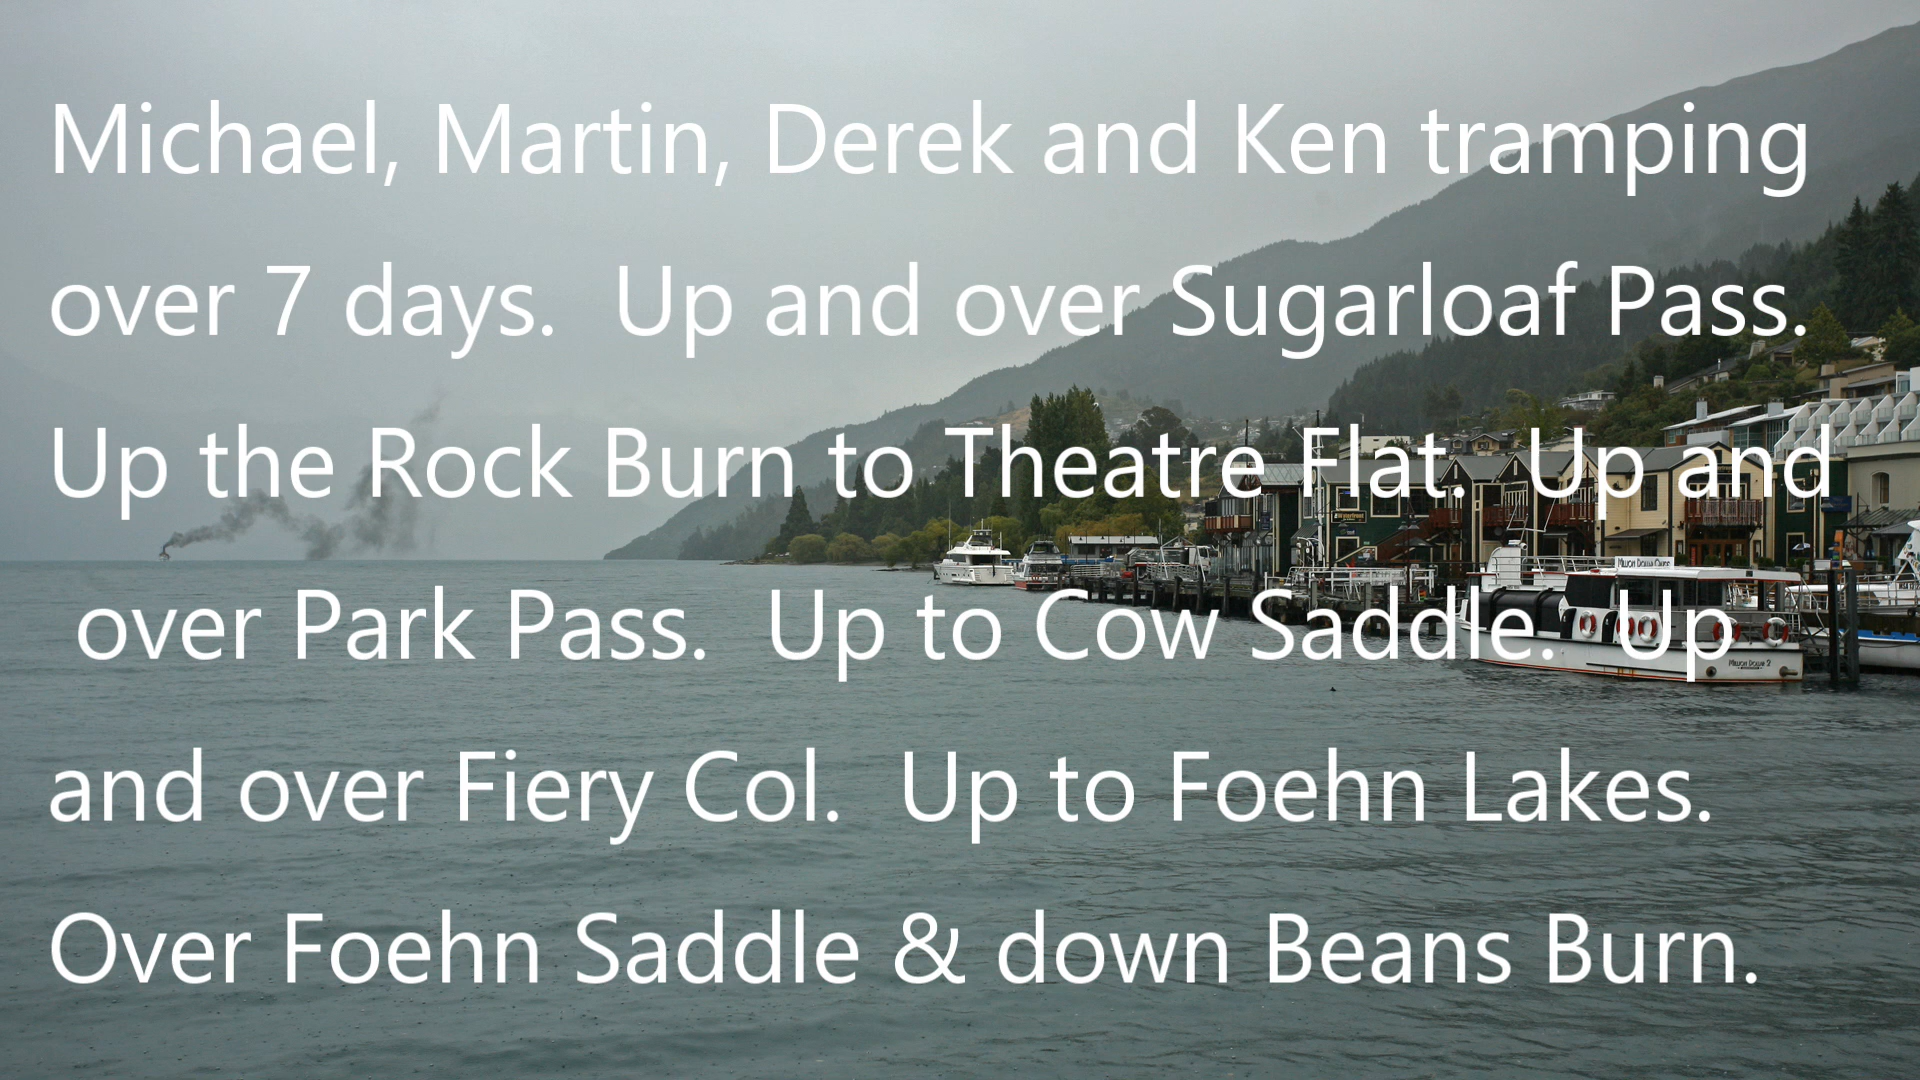 Michael, Martin, Derek and Ken tramping
over 7 days.  Up and over Sugarloaf Pass.
Up the Rock Burn to Theatre Flat.  Up and
over Park Pass.  Up to Cow Saddle.  Up
and over Fiery Col.  Up to Foehn Lakes.
Over Foehn Saddle & down Beans Burn.